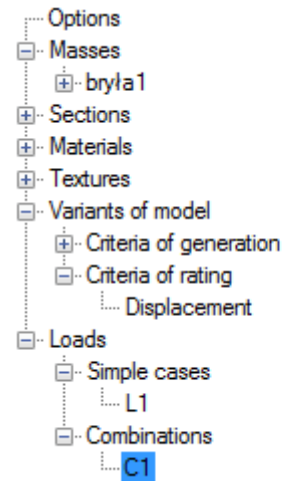 Options
Masses
bryła1
Sections
Materials
Textures
Variants of model
Criteria of generation
Criteria of rating
Displacement
Loads
Simple cases
L1
Combinations
C1